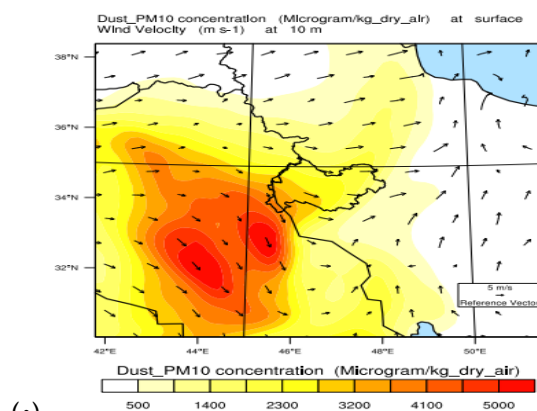 Dust_PM10 concentration (Microgram/kg_dry_air) at surface
Wind Velocity (m s-1) at 10 m
38°N
36°N
34°N
32°N
5 m/s
Reference Vector
42°E 44°E 46°E 48°E 50°E
Dust_PM10 concentration (Microgram/kg_dry_air)
500 1400 2300 3200 4100 5000